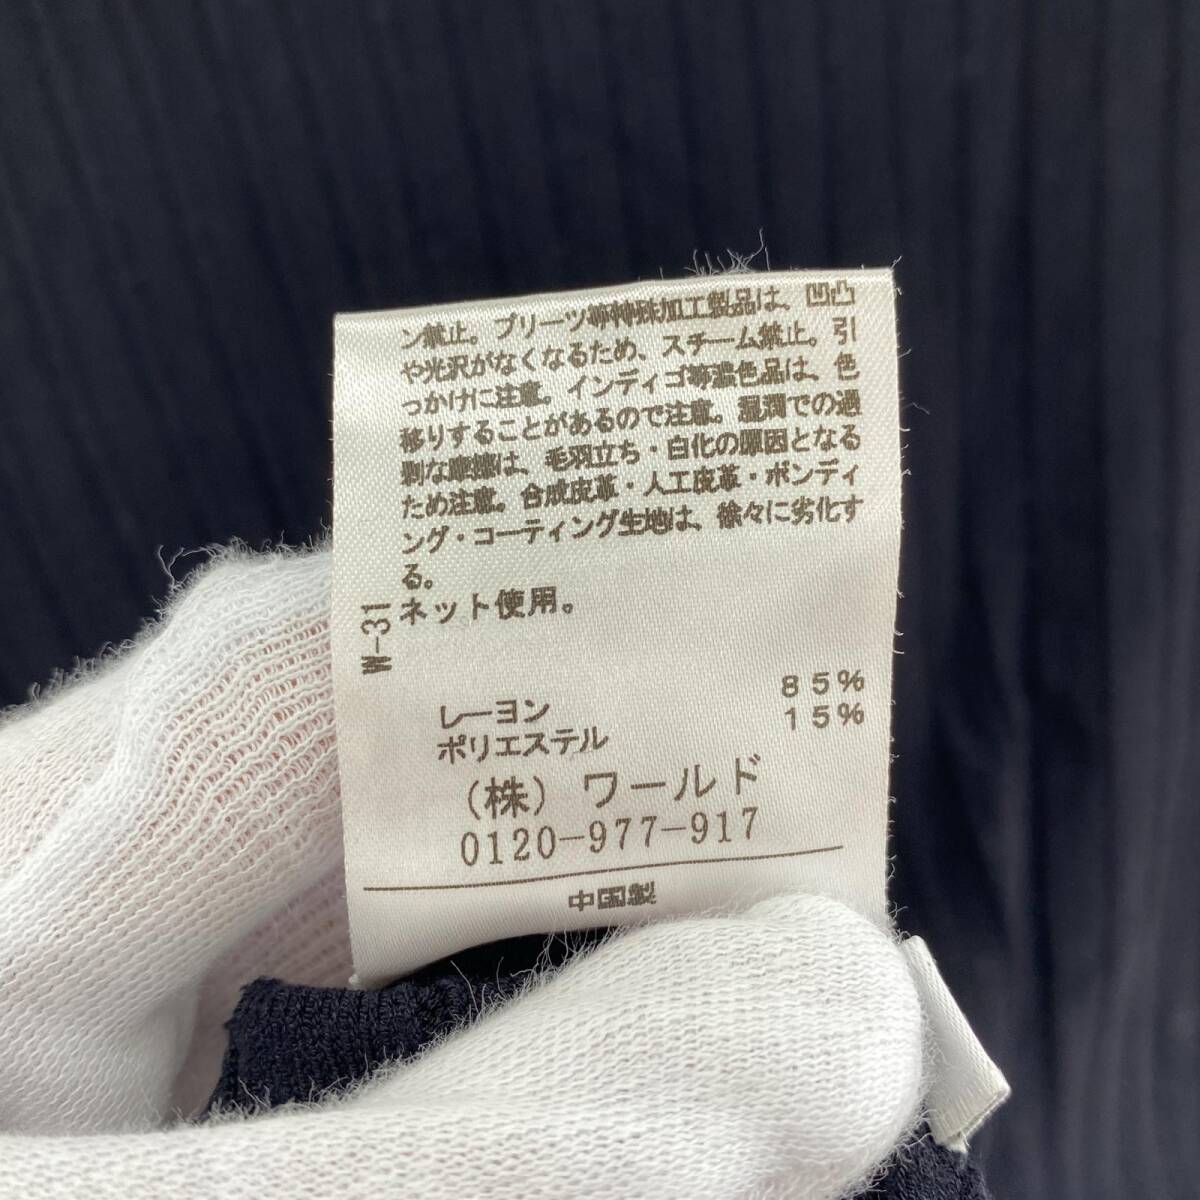 ン禁止。プリーツ等特殊加工製品は、凹凸
や光沢がなくなるため、スチーム禁止。引
っかけに注意。インディゴ等濃色品は、色
移りすることがあるので注意。湿潤での過
剰な摩擦は、毛羽立ち・白化の原因となる
ため注意。合成皮革・人工皮革・ボンディ
ング・コーティング生地は、徐々に劣化す
る。
ネット使用。
W-31
レーヨン 85%
ポリエステル 15%
(株) ワールド
0120-977-917
中国製